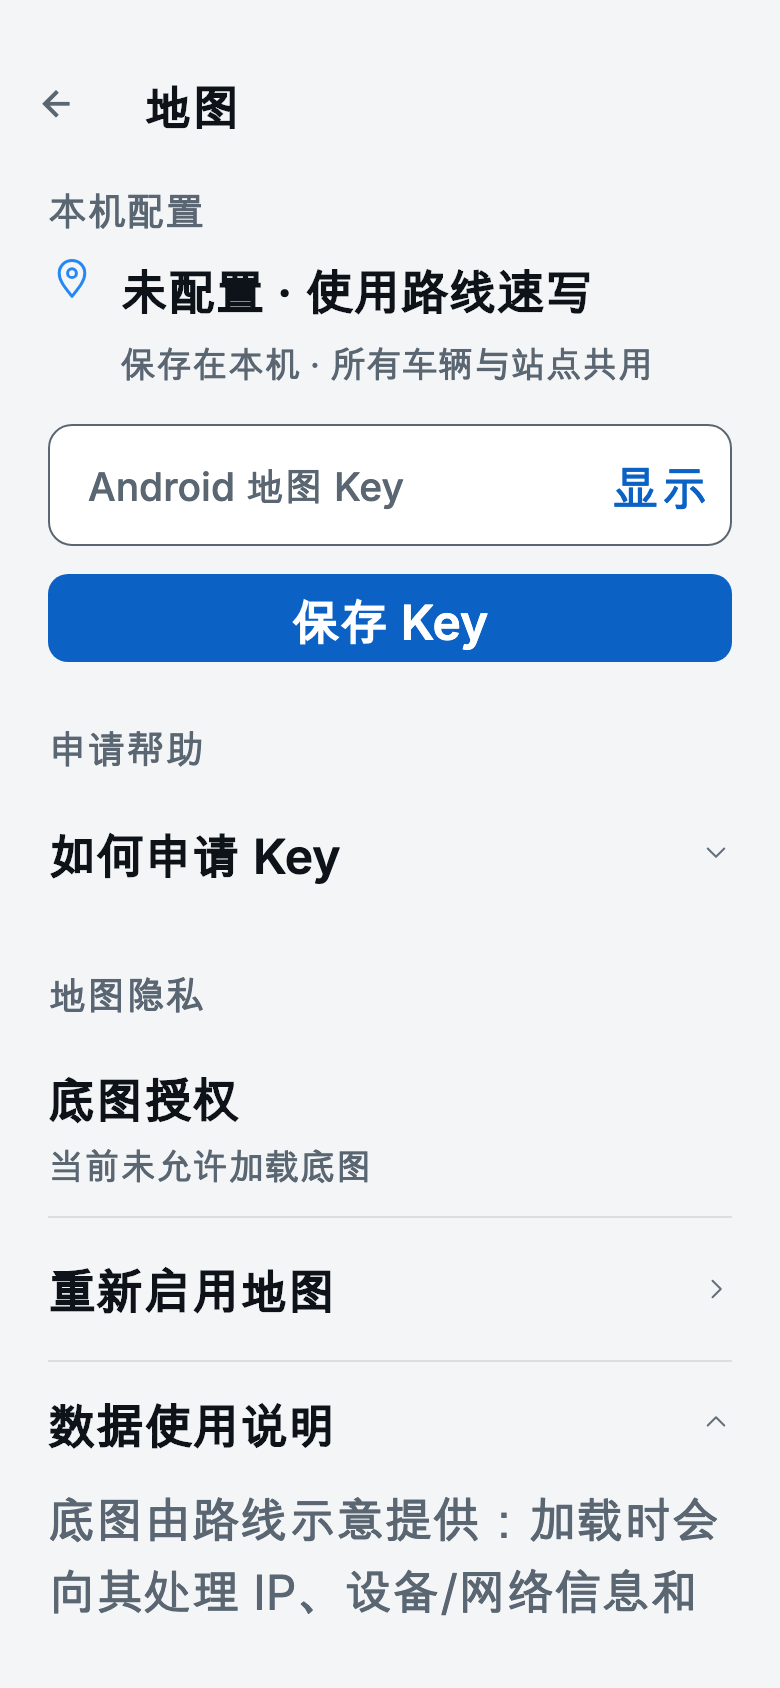 地图
本机配置
未配置 · 使用路线速写
保存在本机 · 所有车辆与站点共用
Android 地图 Key
显示
保存 Key
申请帮助
如何申请 Key
地图隐私
底图授权
当前未允许加载底图
重新启用地图
数据使用说明
底图由路线示意提供：加载时会
向其处理 IP、设备/网络信息和